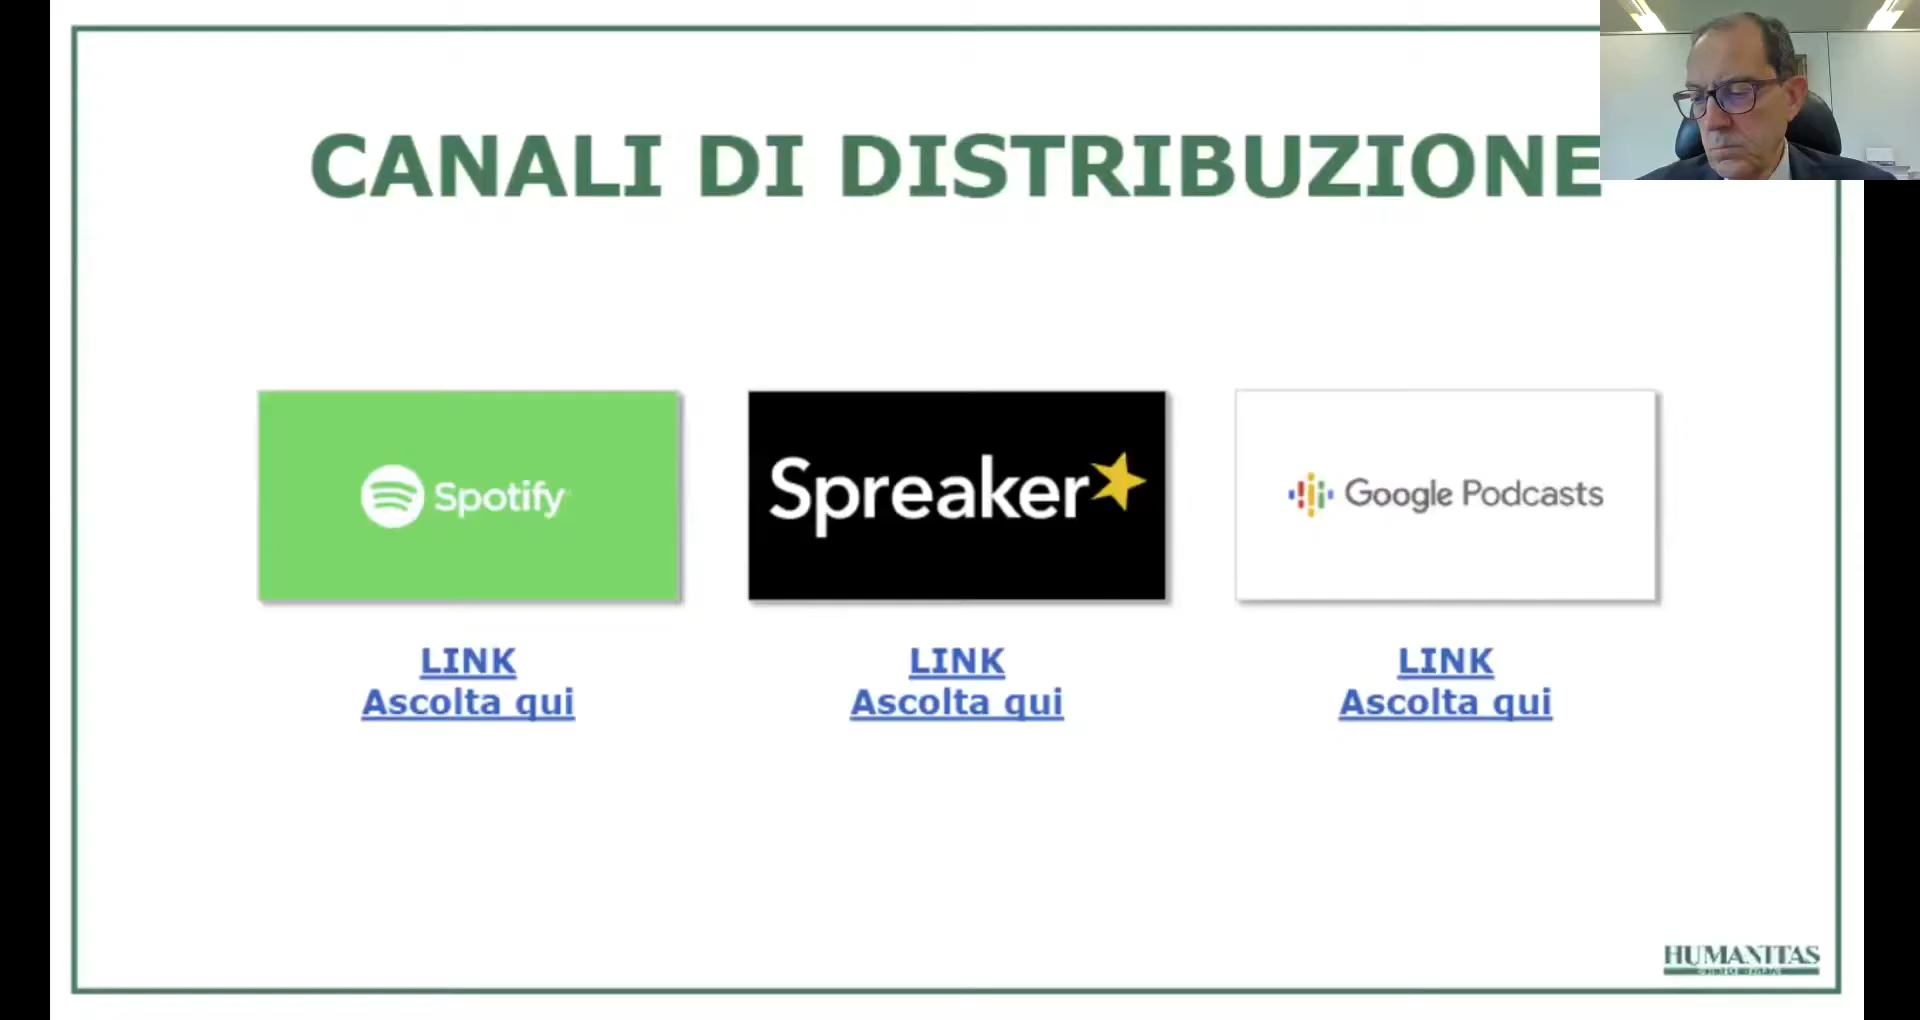 CANALI DI DISTRIBUZIONE
Spotify
Spreaker
Google Podcasts
LINK
Ascolta qui
LINK
Ascolta qui
LINK
Ascolta qui
HUMANITAS